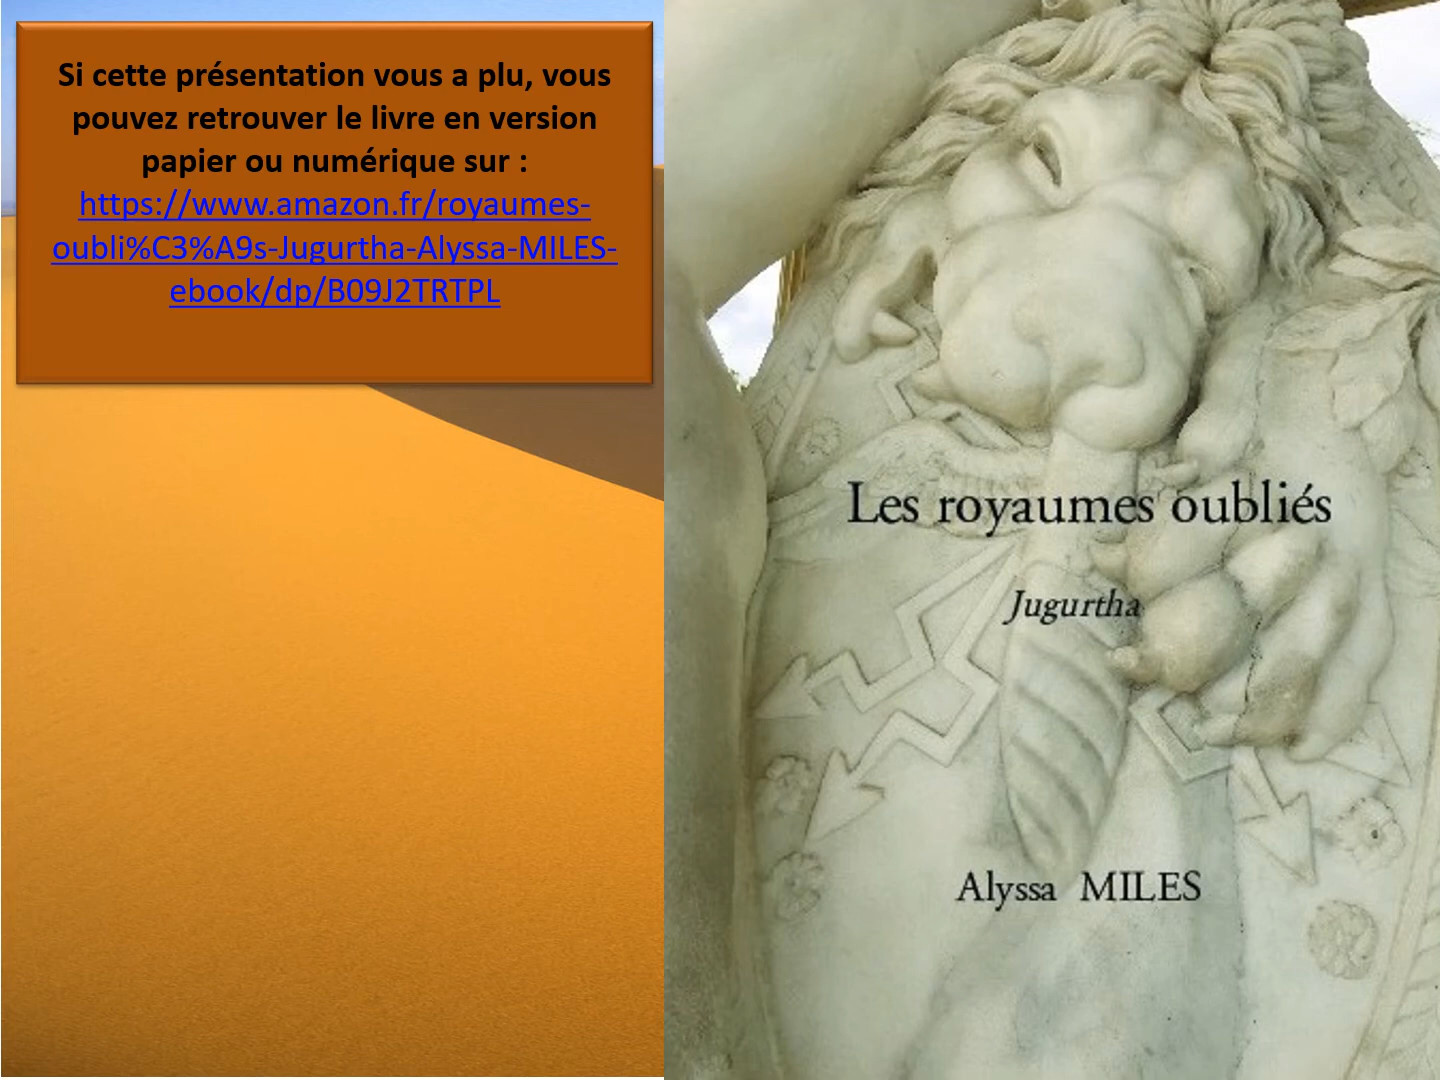 Si cette présentation vous a plu, vous
pouvez retrouver le livre en version
papier ou numérique sur :
https://www.amazon.fr/royaumes-
oubli%C3%A9s-Jugurtha-Alyssa-MILES-
ebook/dp/B09J2TRTPL
Les royaumes oubliés
Jugurtha
Alyssa MILES